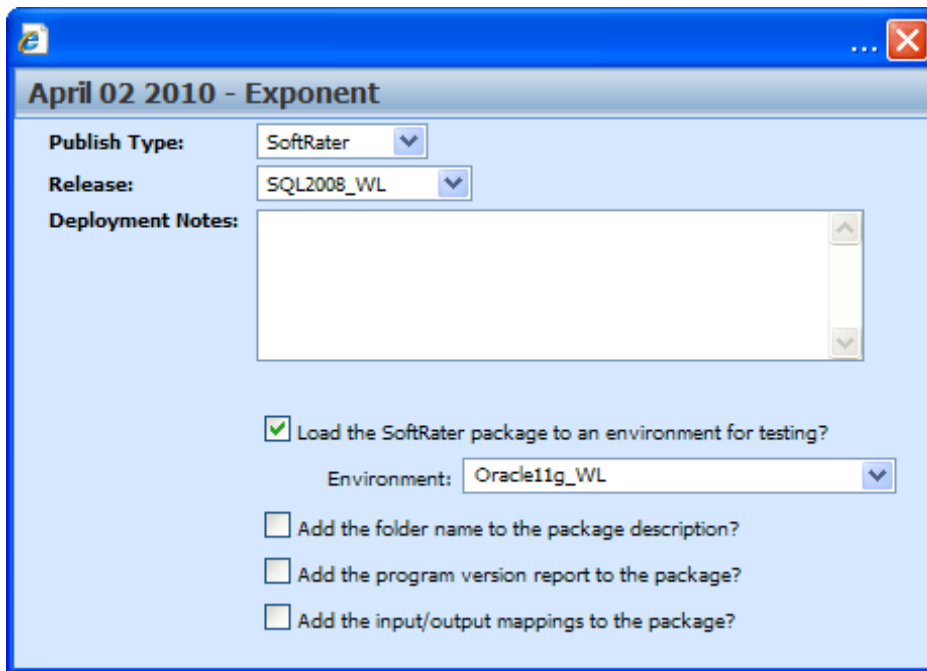 ...
April 02 2010 - Exponent
Publish Type: SoftRater
Release: SQL2008_WL
Deployment Notes:
Load the SoftRater package to an environment for testing?
Environment: Oracle11g_WL
Add the folder name to the package description?
Add the program version report to the package?
Add the input/output mappings to the package?